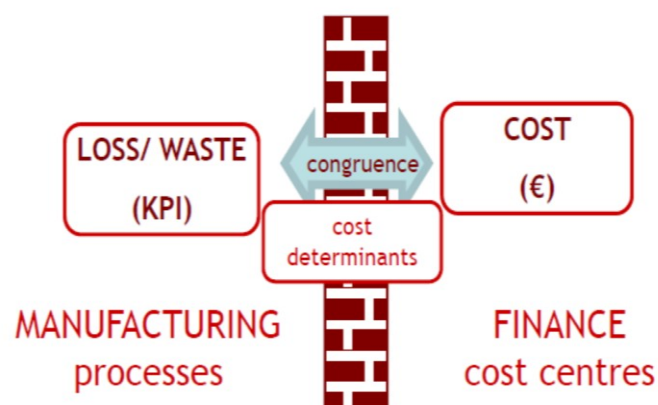 LOSS/ WASTE
(KPI)
congruence
COST
(€)
cost
determinants
MANUFACTURING
processes
FINANCE
cost centres